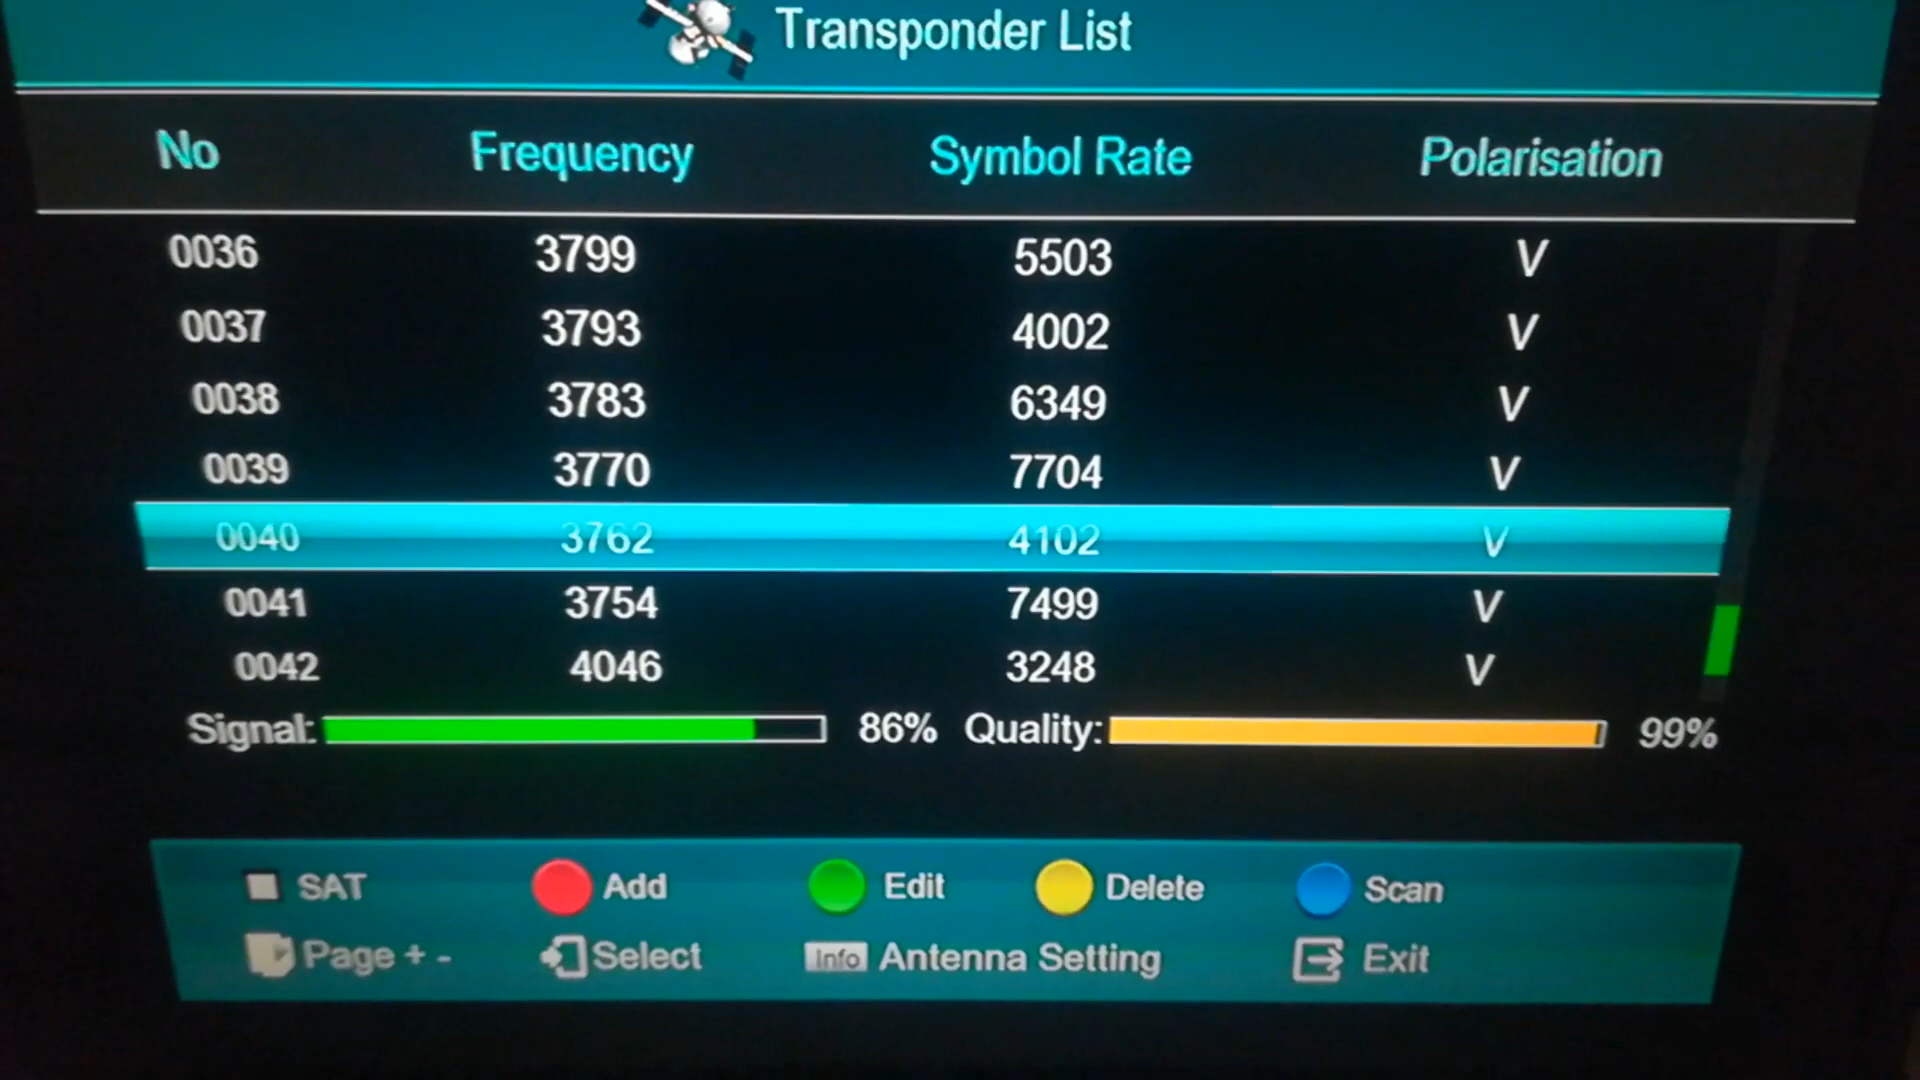 Transponder List
No Frequency Symbol Rate Polarisation
0036 3799 5503 V
0037 3793 4002 V
0038 3783 6349 V
0039 3770 7704 V
0040 3762 4102 V
0041 3754 7499 V
0042 4046 3248 V
Signal: 86% Quality: 99%
SAT Add Edit Delete Scan
Page + - Select Info Antenna Setting Exit